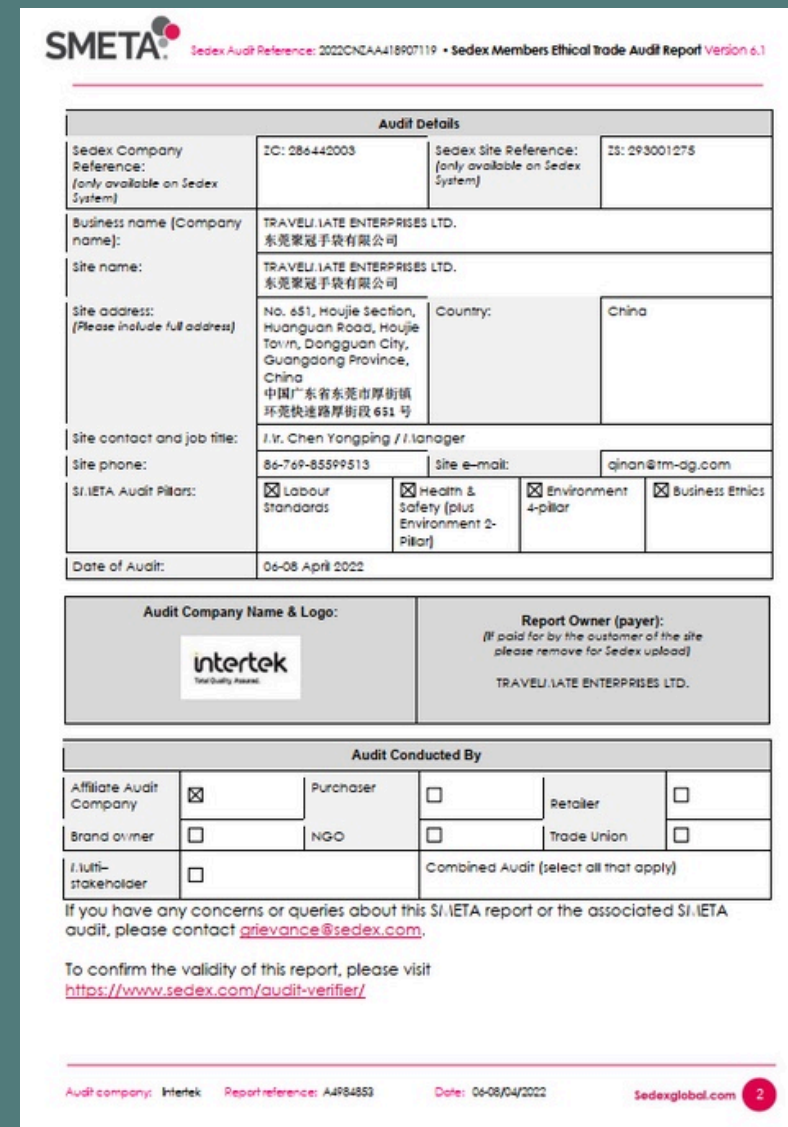 SMETA. Sedex Audit Reference: 2022CNZAA418907119 • Sedex Members Ethical Trade Audit Report Version 6.1
Audit Details
Sedex Company Reference: (only available on Sedex System)
ZC: 286442003
Sedex Site Reference: (only available on Sedex System)
ZS: 293001275
Business name (Company name):
TRAVELMATE ENTERPRISES LTD.
东莞聚冠手袋有限公司
Site name:
TRAVELMATE ENTERPRISES LTD.
东莞聚冠手袋有限公司
Site address:
(Please include full address)
No. 651, Houjie Section,
Huanguan Road, Houjie
Town, Dongguan City,
Guangdong Province,
China
中国广东省东莞市厚街镇
环莞快速路厚街段 651 号
Country:
China
Site contact and job title:
Mr. Chen Yongping / Manager
Site phone:
86-769-85599513
Site e-mail:
qinan@tm-dg.com
SMETA Audit Pillars:
☒ Labour Standards
☒ Health & Safety (plus Environment 2-Pillar)
☒ Environment 4-pillar
☒ Business Ethics
Date of Audit:
06-08 April 2022
Audit Company Name & Logo:
intertek
Total Quality. Assured.
Report Owner (payer):
(If paid for by the customer of the site
please remove for Sedex upload)
TRAVELMATE ENTERPRISES LTD.
Audit Conducted By
Affiliate Audit Company
☒
Purchaser
☐
Retailer
☐
Brand owner
☐
NGO
☐
Trade Union
☐
Multi–stakeholder
☐
Combined Audit (select all that apply)
If you have any concerns or queries about this SMETA report or the associated SMETA
audit, please contact grievance@sedex.com.
To confirm the validity of this report, please visit
https://www.sedex.com/audit-verifier/
Audit company: Intertek Report reference: A4984853 Date: 06-08/04/2022 Sedexglobal.com 2